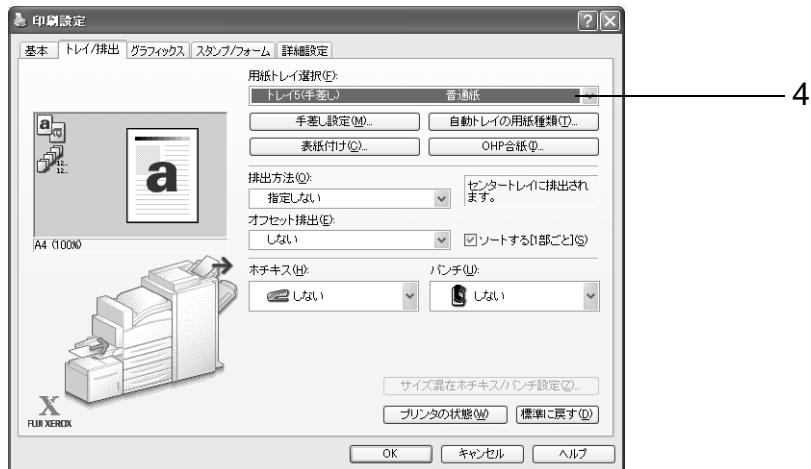 印刷設定
基本 トレイ/排出 グラフィックス スタンプ/フォーム 詳細設定
用紙トレイ選択(F):
トレイ5(手差し) 普通紙
4
手差し設定(M)... 自動トレイの用紙種類(T)...
表紙付け(C)... OHP合紙(I)...
排出方法(O):
指定しない
センタートレイに排出され
ます。
オフセット排出(E):
しない
ソートする[1部ごと](S)
A4 (100%)
ホチキス(H): パンチ(U):
しない しない
サイズ混在ホチキス/パンチ設定(Z)...
プリンタの状態(W) 標準に戻す(D)
FUJI XEROX
OK キャンセル ヘルプ